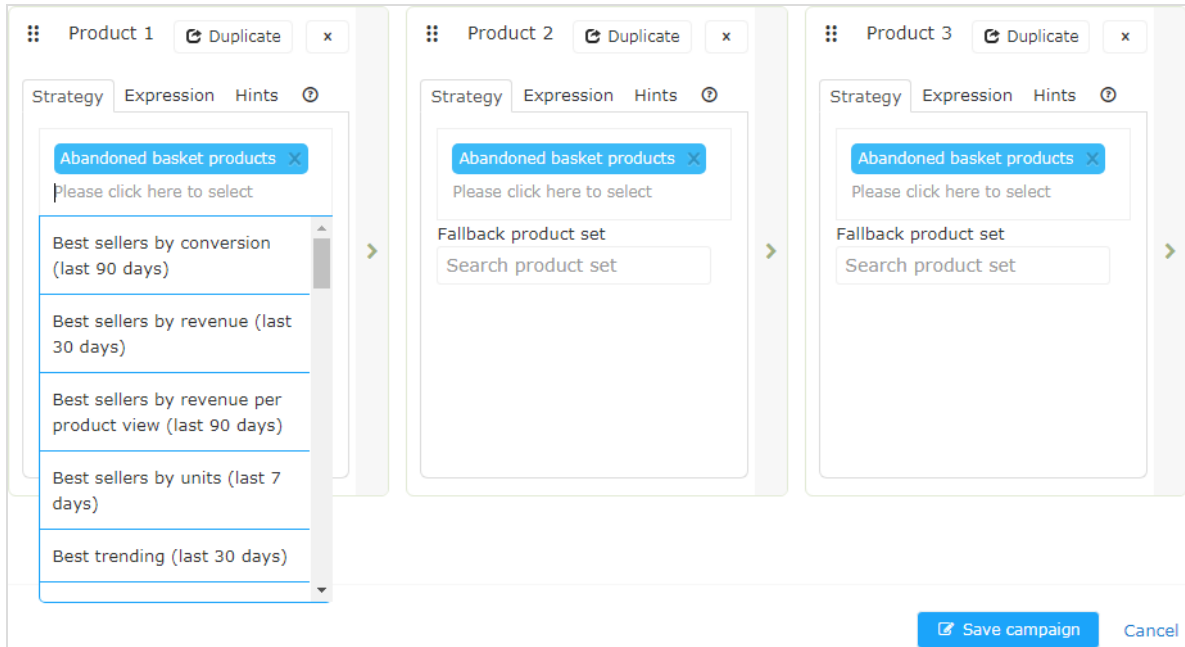 Product 1 Duplicate x
Strategy Expression Hints
Abandoned basket products X
Please click here to select
Best sellers by conversion
(last 90 days)
Best sellers by revenue (last
30 days)
Best sellers by revenue per
product view (last 90 days)
Best sellers by units (last 7
days)
Best trending (last 30 days)
Product 2 Duplicate x
Strategy Expression Hints
Abandoned basket products X
Please click here to select
Fallback product set
Search product set
Product 3 Duplicate x
Strategy Expression Hints
Abandoned basket products X
Please click here to select
Fallback product set
Search product set
Save campaign Cancel